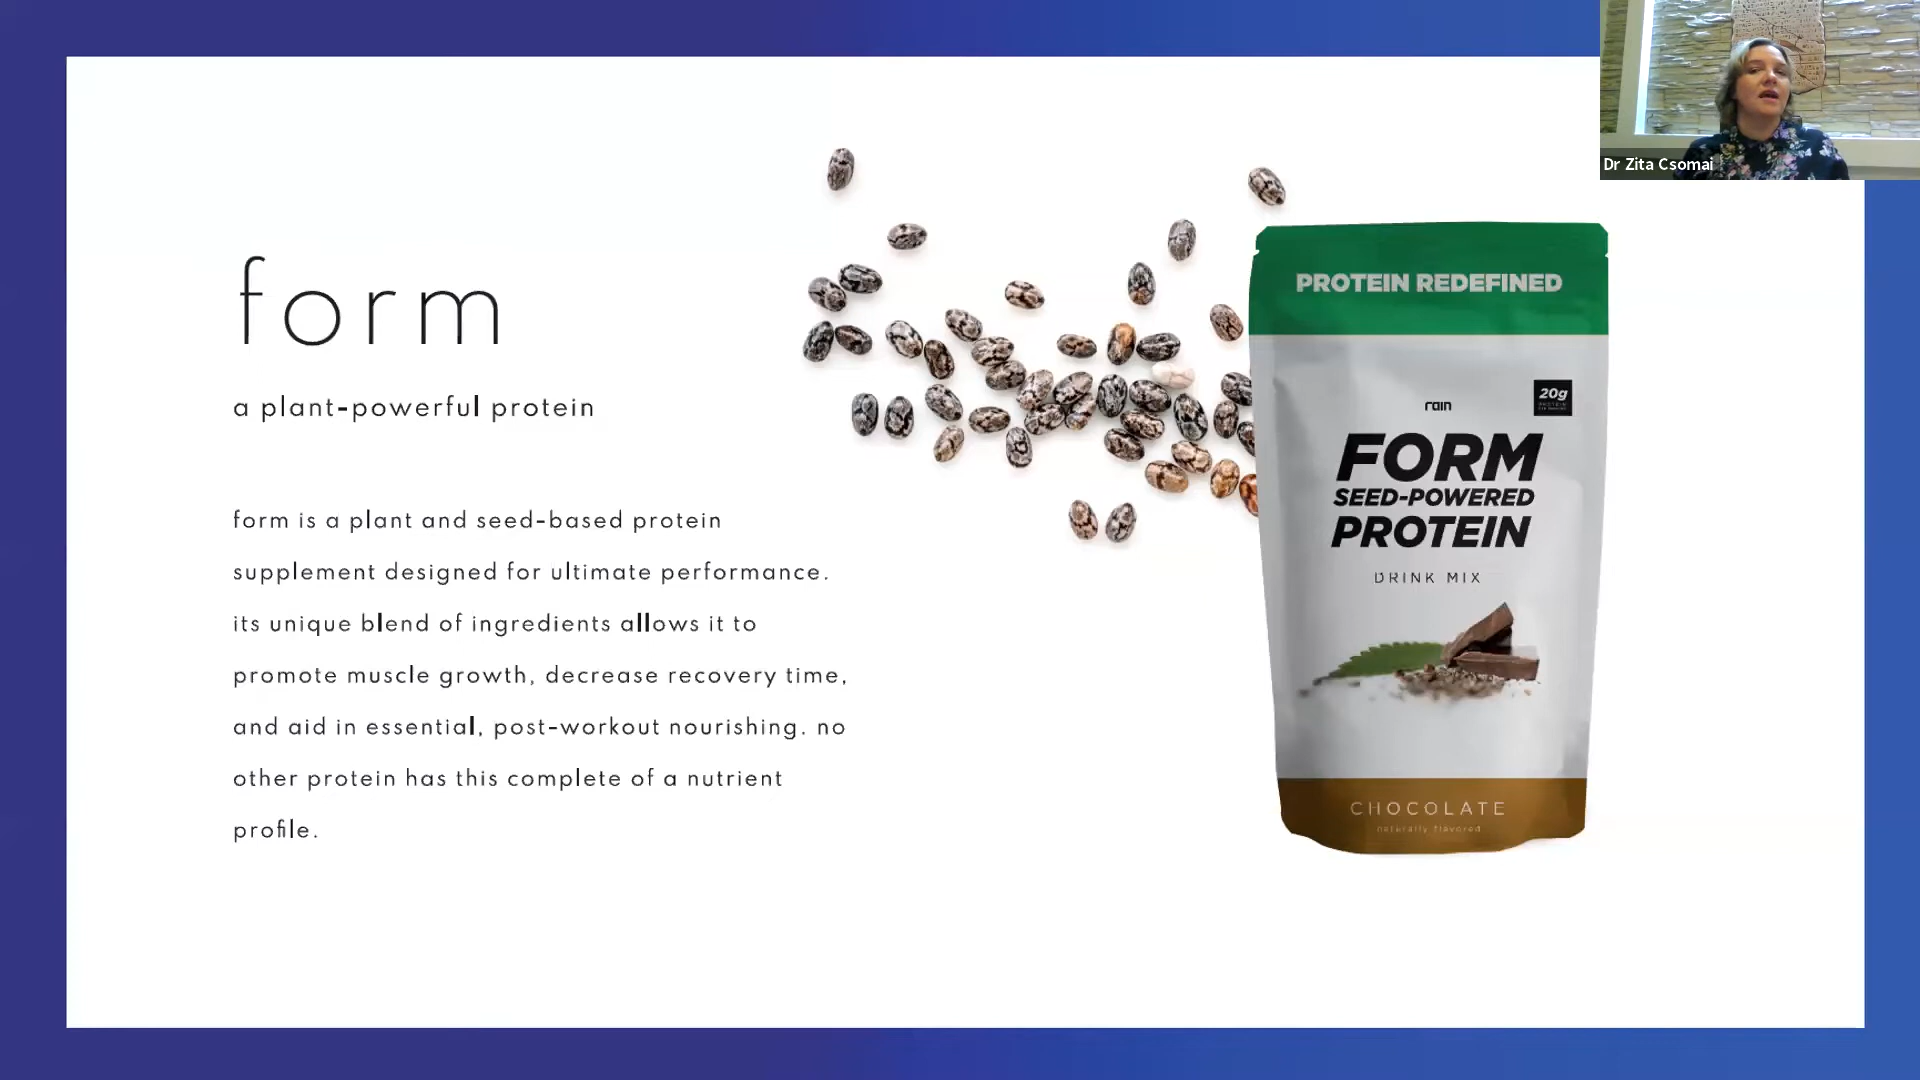 Dr Zita Csomai
form
a plant-powerful protein
form is a plant and seed-based protein
supplement designed for ultimate performance.
its unique blend of ingredients allows it to
promote muscle growth, decrease recovery time,
and aid in essential, post-workout nourishing. no
other protein has this complete of a nutrient
profile.
PROTEIN REDEFINED
rain
20g
FORM
SEED-POWERED
PROTEIN
DRINK MIX
CHOCOLATE
naturally flavored